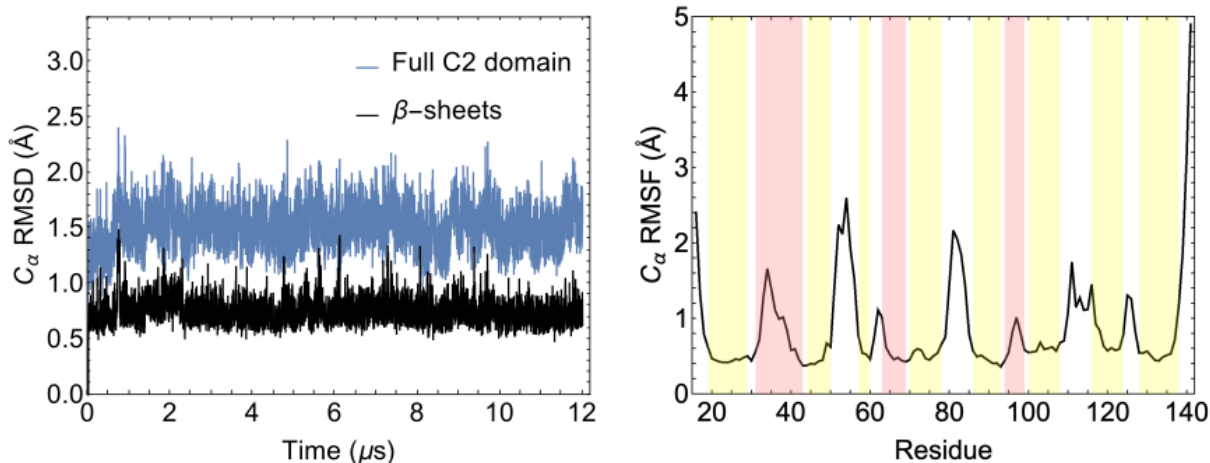 3.0
2.5
2.0
1.5
1.0
0.5
0.0
Cα RMSD (Å)
Full C2 domain
β-sheets
0 2 4 6 8 10 12
Time (μs)
5
4
3
2
1
0
Cα RMSF (Å)
20 40 60 80 100 120 140
Residue